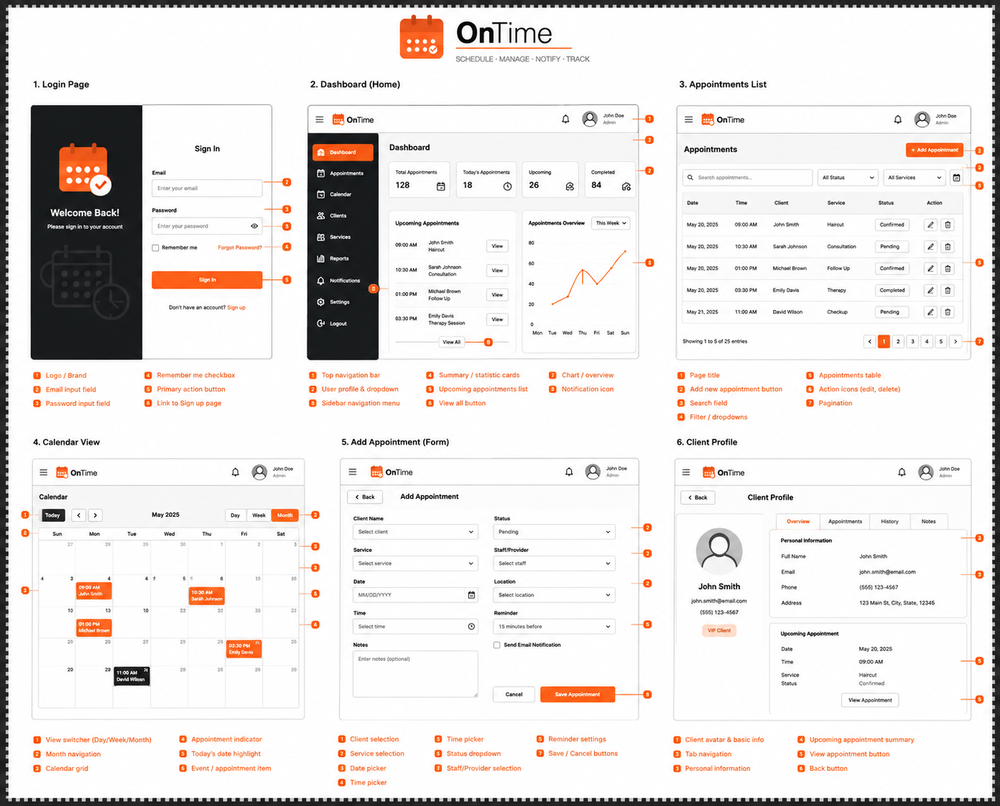 OnTime
SCHEDULE · MANAGE · NOTIFY · TRACK
1. Login Page
Welcome Back!
Please sign in to your account
Sign In
Email
Enter your email
Password
Enter your password
Remember me
Forgot Password?
Sign In
Don't have an account? Sign up
1 Logo / Brand
2 Email input field
3 Password input field
4 Remember me checkbox
5 Primary action button
6 Link to Sign up page
2. Dashboard (Home)
OnTime
John Doe
Admin
Dashboard
Appointments
Calendar
Clients
Services
Reports
Notifications
Settings
Logout
Dashboard
Total Appointments
128
Today's Appointments
18
Upcoming
26
Completed
84
Upcoming Appointments
09:00 AM John Smith Haircut View
10:30 AM Sarah Johnson Consultation View
01:00 PM Michael Brown Follow Up View
03:30 PM Emily Davis Therapy Session View
View All
Appointments Overview
This Week
80
60
40
20
0
Mon Tue Wed Thu Fri Sat Sun
1 Top navigation bar
2 User profile & dropdown
Sidebar navigation menu
4 Summary / statistic cards
5 Upcoming appointments list
6 View all button
7 Chart / overview
Notification icon
3. Appointments List
OnTime
John Doe
Admin
Appointments
+ Add Appointment
Search appointments...
All Status
All Services
Date Time Client Service Status Action
May 20, 2025 09:00 AM John Smith Haircut Confirmed
May 20, 2025 10:30 AM Sarah Johnson Consultation Pending
May 20, 2025 01:00 PM Michael Brown Follow Up Confirmed
May 20, 2025 03:30 PM Emily Davis Therapy Completed
May 21, 2025 11:00 AM David Wilson Checkup Pending
Showing 1 to 5 of 25 entries
1 2 3 4 5
1 Page title
2 Add new appointment button
3 Search field
4 Filter / dropdowns
5 Appointments table
6 Action icons (edit, delete)
7 Pagination
4. Calendar View
OnTime
John Doe
Admin
Calendar
Today
May 2025
Day Week Month
Sun Mon Tue Wed Thu Fri Sat
27 28 29 30 1 2 3
09:00 AM
John Smith
10:30 AM
Sarah Johnson
01:00 PM
Michael Brown
03:30 PM
Emily Davis
11:00 AM
David Wilson
1 View switcher (Day/Week/Month)
2 Month navigation
3 Calendar grid
4 Appointment indicator
5 Today's date highlight
6 Event / appointment item
5. Add Appointment (Form)
OnTime
John Doe
Admin
Back
Add Appointment
Client Name
Select client
Status
Pending
Service
Select service
Staff/Provider
Select staff
Date
MM/DD/YYYY
Location
Select location
Time
Select time
Reminder
15 minutes before
Notes
Enter notes (optional)
Send Email Notification
Cancel
Save Appointment
1 Client selection
2 Service selection
3 Date picker
4 Time picker
5 Time picker
Status dropdown
7 Staff/Provider selection
Reminder settings
7 Save / Cancel buttons
6. Client Profile
OnTime
John Doe
Admin
Back
Client Profile
John Smith
john.smith@email.com
(555) 123-4567
VIP Client
Overview Appointments History Notes
Personal Information
Full Name John Smith
Email john.smith@email.com
Phone (555) 123-4567
Address 123 Main St, City, State, 12345
Upcoming Appointment
Date May 20, 2025
Time 09:00 AM
Service Haircut
Status Confirmed
View Appointment
1 Client avatar & basic info
Tab navigation
3 Personal information
4 Upcoming appointment summary
5 View appointment button
6 Back button